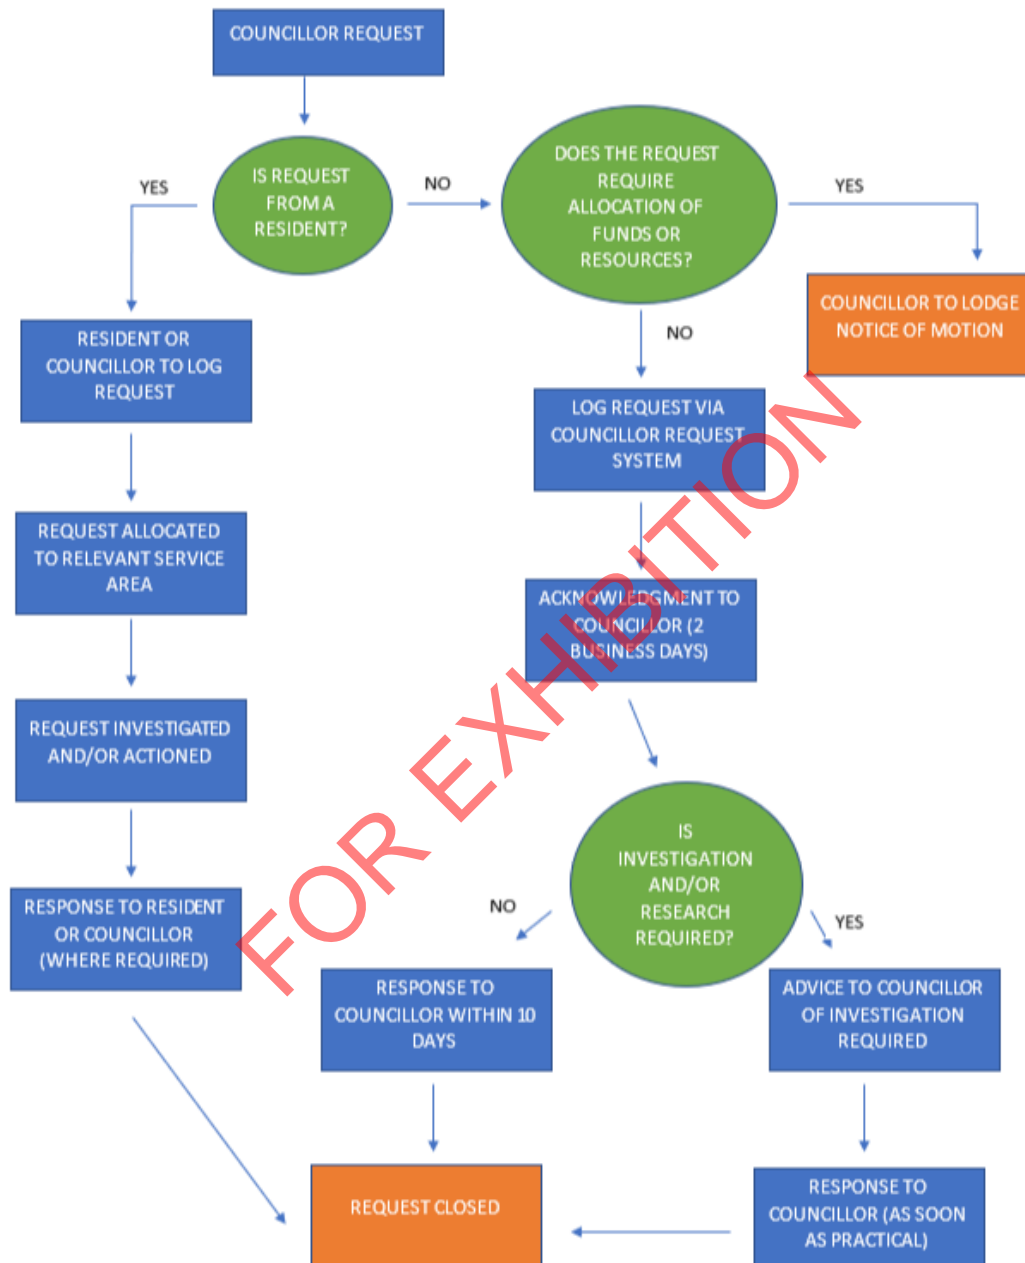 COUNCILLOR REQUEST
IS REQUEST
FROM A
RESIDENT?
YES
NO
DOES THE REQUEST
REQUIRE
ALLOCATION OF
FUNDS OR
RESOURCES?
YES
NO
COUNCILLOR TO LODGE
NOTICE OF MOTION
RESIDENT OR
COUNCILLOR TO LOG
REQUEST
REQUEST ALLOCATED
TO RELEVANT SERVICE
AREA
REQUEST INVESTIGATED
AND/OR ACTIONED
RESPONSE TO RESIDENT
OR COUNCILLOR
(WHERE REQUIRED)
LOG REQUEST VIA
COUNCILLOR REQUEST
SYSTEM
ACKNOWLEDGMENT TO
COUNCILLOR (2
BUSINESS DAYS)
IS
INVESTIGATION
AND/OR
RESEARCH
REQUIRED?
NO
YES
RESPONSE TO
COUNCILLOR WITHIN 10
DAYS
ADVICE TO COUNCILLOR
OF INVESTIGATION
REQUIRED
RESPONSE TO
COUNCILLOR (AS SOON
AS PRACTICAL)
REQUEST CLOSED
FOR EXHIBITION